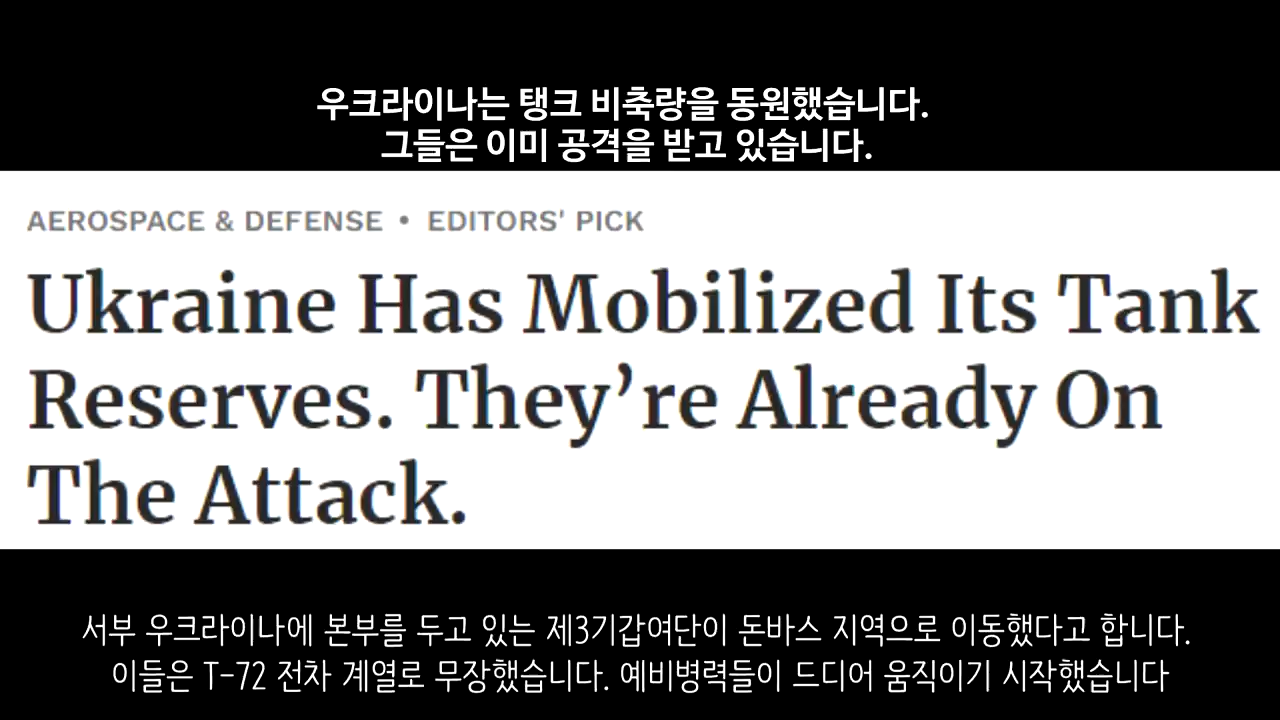 우크라이나는 탱크 비축량을 동원했습니다.
그들은 이미 공격을 받고 있습니다.
AEROSPACE & DEFENSE • EDITORS' PICK
Ukraine Has Mobilized Its Tank
Reserves. They’re Already On
The Attack.
서부 우크라이나에 본부를 두고 있는 제3기갑여단이 돈바스 지역으로 이동했다고 합니다.
이들은 T-72 전차 계열로 무장했습니다. 예비병력들이 드디어 움직이기 시작했습니다